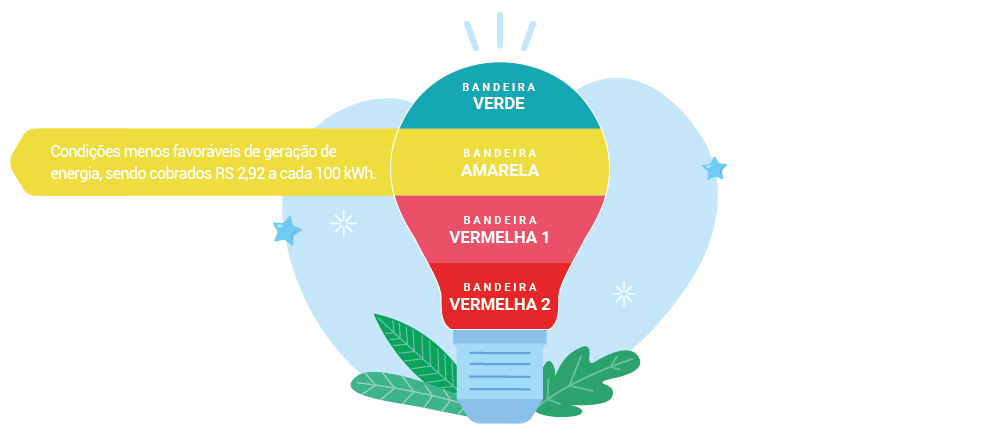 BANDEIRA
VERDE
Condições menos favoráveis de geração de
energia, sendo cobrados RS 2,92 a cada 100 kWh.
BANDEIRA
AMARELA
BANDEIRA
VERMELHA 1
BANDEIRA
VERMELHA 2